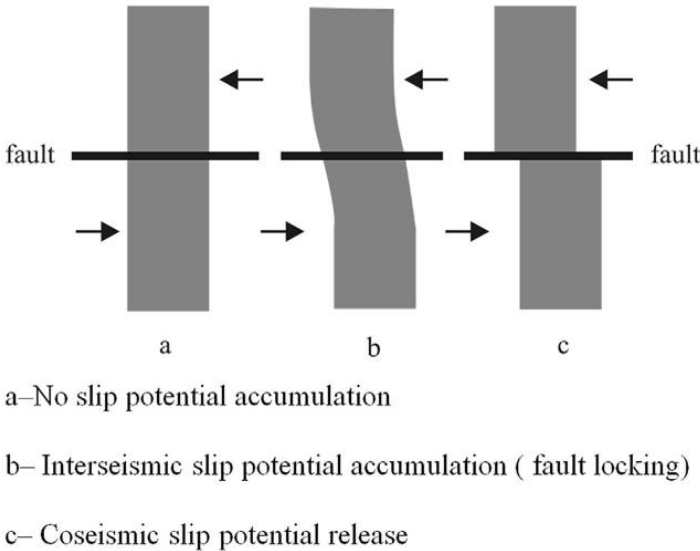 fault fault
a b c
a–No slip potential accumulation
b– Interseismic slip potential accumulation ( fault locking)
c– Coseismic slip potential release